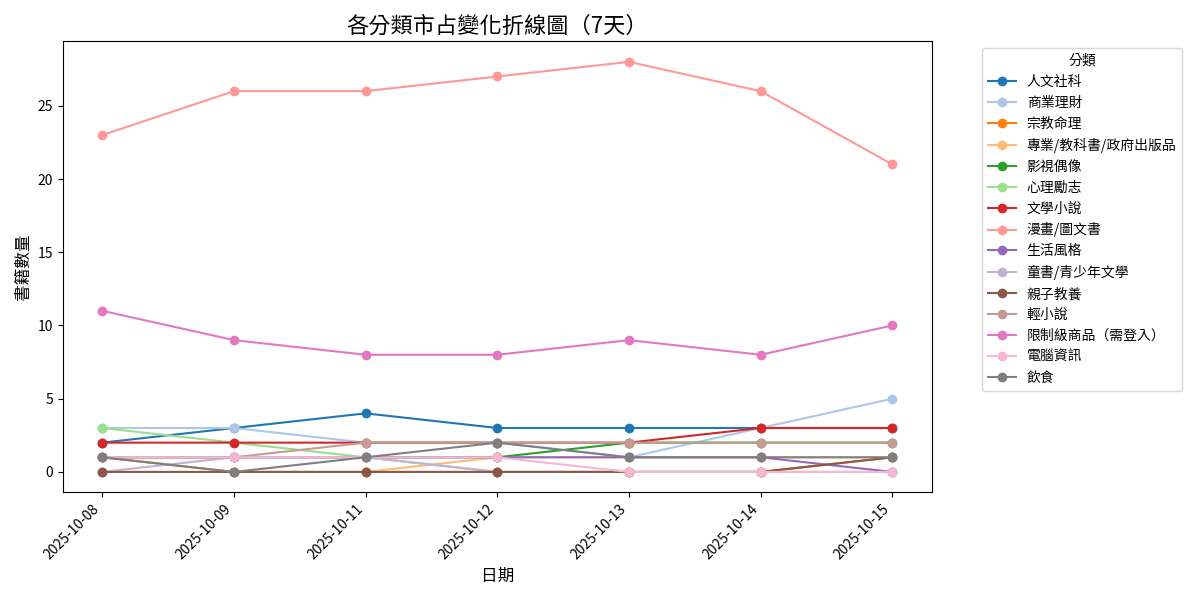 各分類市占變化折線圖（7天）
書籍數量
25
20
15
10
5
0
2025-10-08
2025-10-09
2025-10-11
2025-10-12
2025-10-13
2025-10-14
2025-10-15
日期
分類
人文社科
商業理財
宗教命理
專業/教科書/政府出版品
影視偶像
心理勵志
文學小說
漫畫/圖文書
生活風格
童書/青少年文學
親子教養
輕小說
限制級商品（需登入）
電腦資訊
飲食